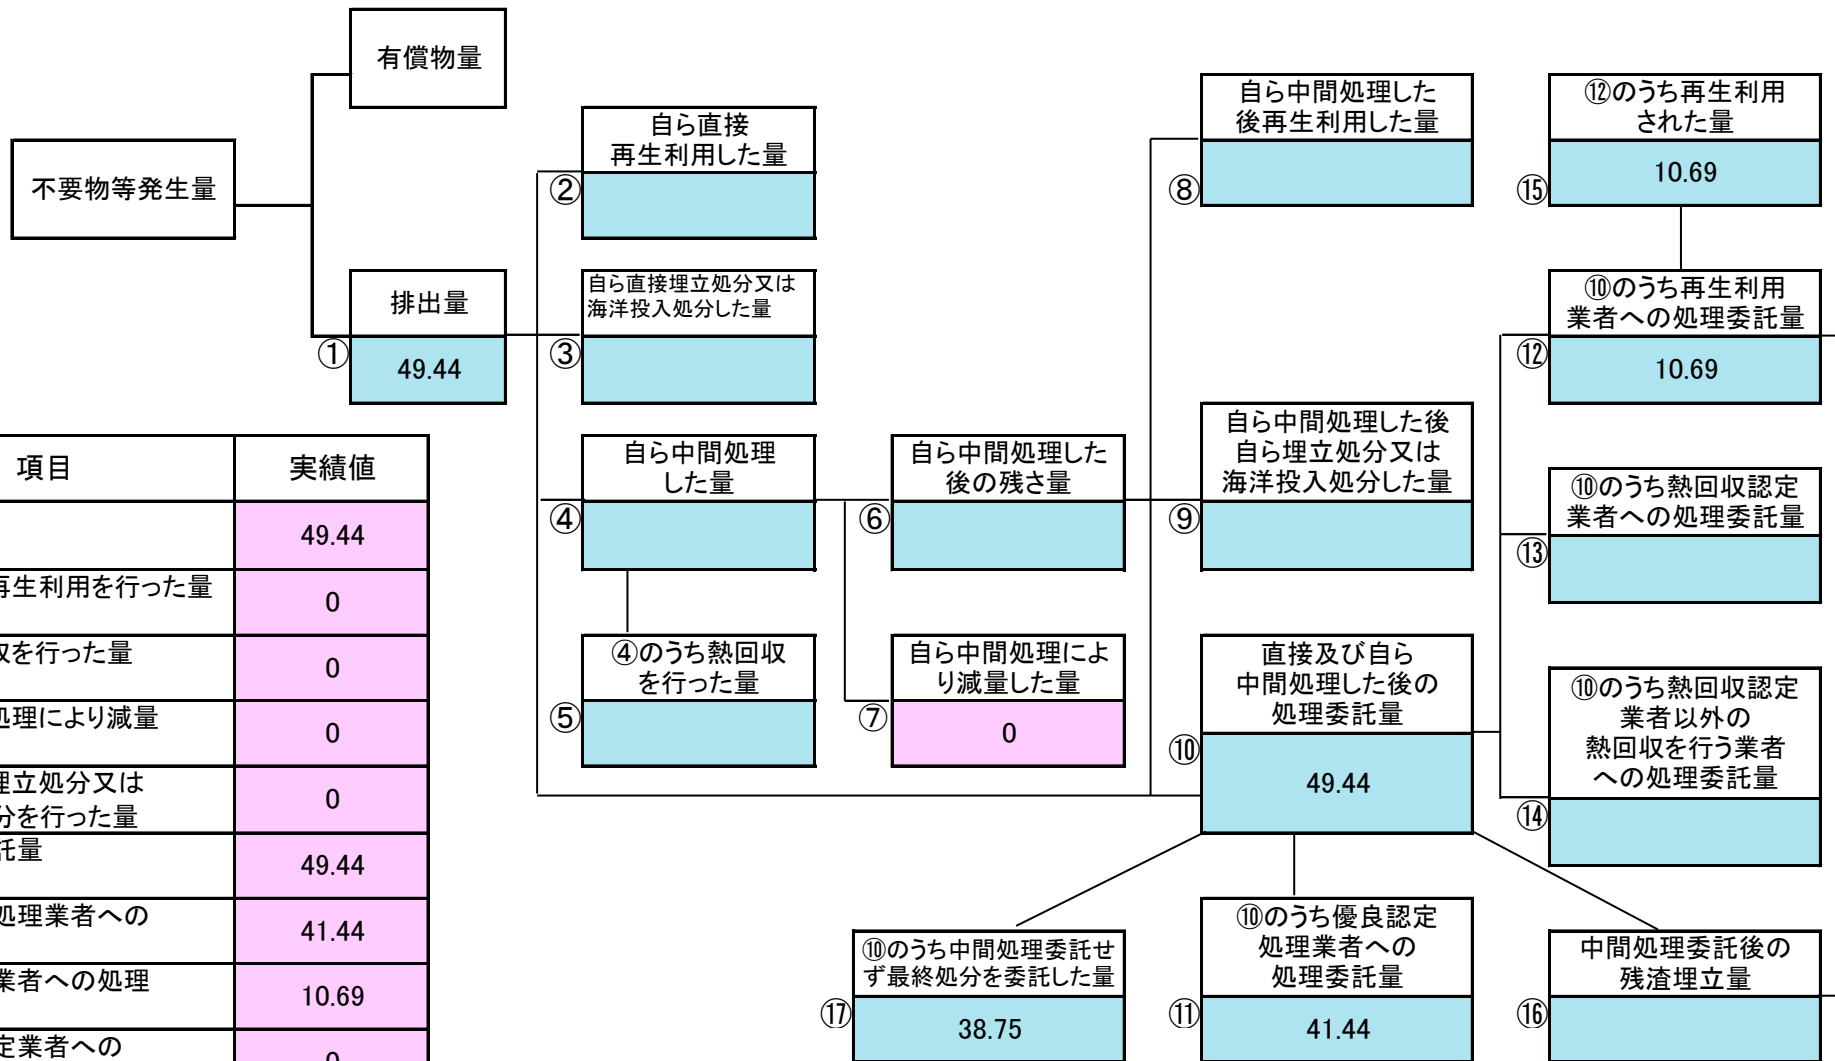 有償物量
不要物等発生量
排出量
①
49.44
自ら直接
再生利用した量
②
自ら直接埋立処分又は
海洋投入処分した量
③
自ら中間処理
した量
④
④のうち熱回収
を行った量
⑤
自ら中間処理した
後の残さ量
⑥
自ら中間処理によ
り減量した量
⑦
0
自ら中間処理した
後再生利用した量
⑧
自ら中間処理した後
自ら埋立処分又は
海洋投入処分した量
⑨
直接及び自ら
中間処理した後の
処理委託量
⑩
49.44
⑫のうち再生利用
された量
⑮
10.69
⑩のうち再生利用
業者への処理委託量
⑫
10.69
⑩のうち熱回収認定
業者への処理委託量
⑬
⑩のうち熱回収認定
業者以外の
熱回収を行う業者
への処理委託量
⑭
⑩のうち中間処理委託せ
ず最終処分を委託した量
⑰
38.75
⑩のうち優良認定
処理業者への
処理委託量
⑪
41.44
中間処理委託後の
残渣埋立量
⑯
項目 実績値
49.44
再生利用を行った量
0
収を行った量
0
処理により減量
0
埋立処分又は
分を行った量
0
託量
49.44
処理業者への
41.44
業者への処理
10.69
定業者への
0